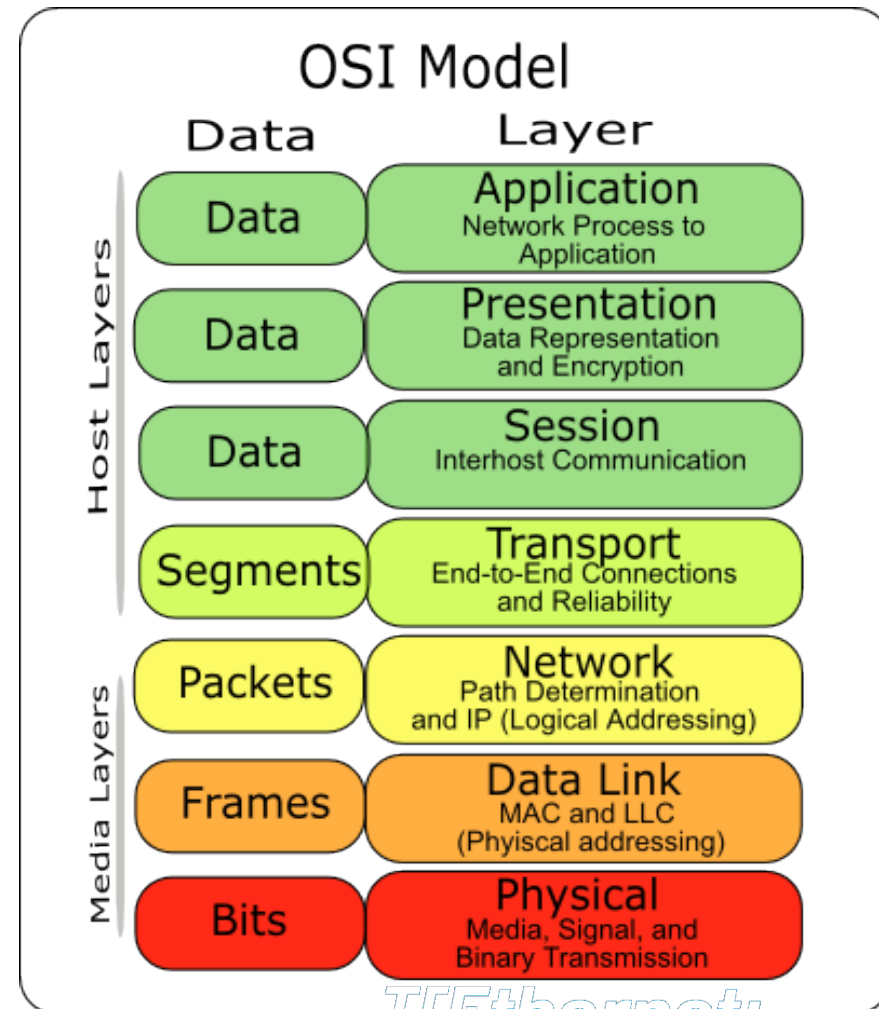 OSI Model
Data Layer
Host Layers
Data
Application
Network Process to
Application
Data
Presentation
Data Representation
and Encryption
Data
Session
Interhost Communication
Segments
Transport
End-to-End Connections
and Reliability
Media Layers
Packets
Network
Path Determination
and IP (Logical Addressing)
Frames
Data Link
MAC and LLC
(Phyiscal addressing)
Bits
Physical
Media, Signal, and
Binary Transmission